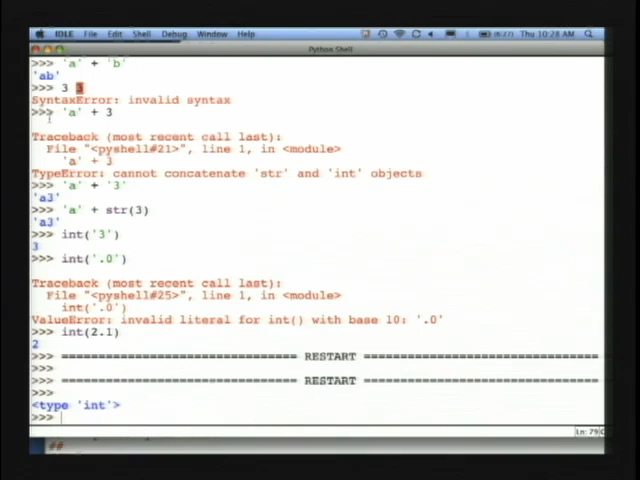 IDLE File Edit Shell Debug Window Help (6:27) Thu 10:28 AM
Python Shell
>>> 'a' + 'b'
'ab'
>>> 3 3
SyntaxError: invalid syntax
>>> 'a' + 3
Traceback (most recent call last):
File "<pyshell#21>", line 1, in <module>
'a' + 3
TypeError: cannot concatenate 'str' and 'int' objects
>>> 'a' + '3'
'a3'
>>> 'a' + str(3)
'a3'
>>> int('3')
3
>>> int('.0')
Traceback (most recent call last):
File "<pyshell#25>", line 1, in <module>
int('.0')
ValueError: invalid literal for int() with base 10: '.0'
>>> int(2.1)
2
>>> ================================ RESTART ================================
>>>
>>> ================================ RESTART ================================
>>>
<type 'int'>
>>>
Ln: 79
##